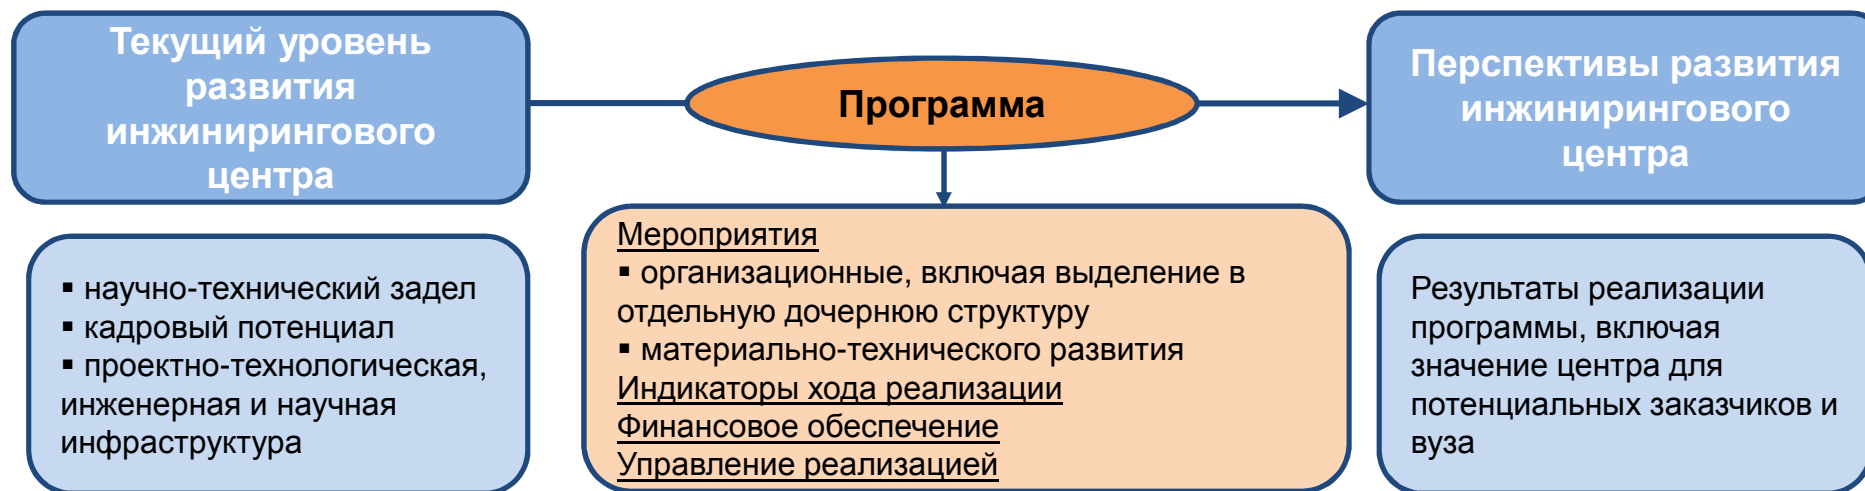 Текущий уровень
развития
инжинирингового
центра
Программа
Перспективы развития
инжинирингового
центра
▪ научно-технический задел
▪ кадровый потенциал
▪ проектно-технологическая,
инженерная и научная
инфраструктура
Мероприятия
▪ организационные, включая выделение в
отдельную дочернюю структуру
▪ материально-технического развития
Индикаторы хода реализации
Финансовое обеспечение
Управление реализацией
Результаты реализации
программы, включая
значение центра для
потенциальных заказчиков и
вуза